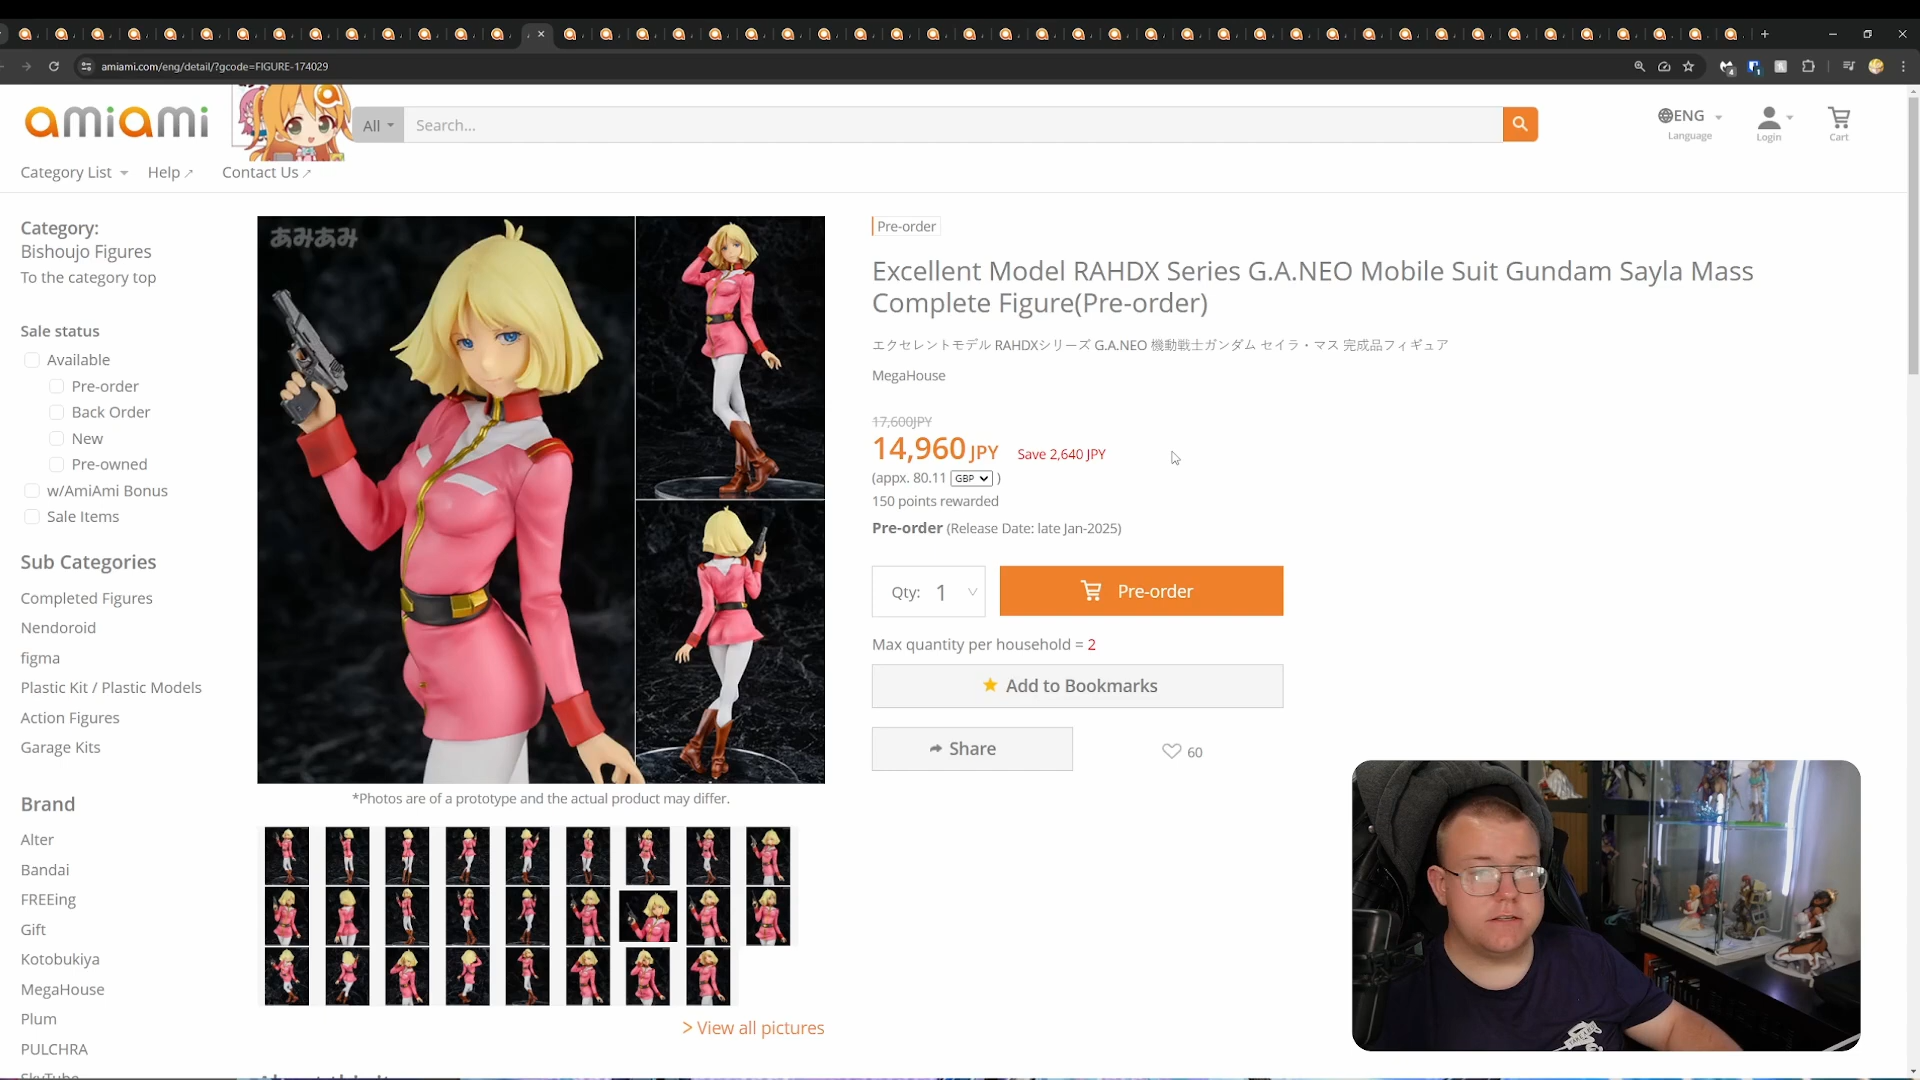 amiami.com/eng/detail/?gcode=FIGURE-174029
amiami
All
Search...
ENG
Language
Login
Cart
Category List
Help
Contact Us
Category:
Bishoujo Figures
To the category top
Sale status
Available
Pre-order
Back Order
New
Pre-owned
w/AmiAmi Bonus
Sale Items
Sub Categories
Completed Figures
Nendoroid
figma
Plastic Kit / Plastic Models
Action Figures
Garage Kits
Brand
Alter
Bandai
FREEing
Gift
Kotobukiya
MegaHouse
Plum
PULCHRA
SkyTube
あみあみ
*Photos are of a prototype and the actual product may differ.
> View all pictures
Pre-order
Excellent Model RAHDX Series G.A.NEO Mobile Suit Gundam Sayla Mass
Complete Figure(Pre-order)
エクセレントモデル RAHDXシリーズ G.A.NEO 機動戦士ガンダム セイラ・マス 完成品フィギュア
MegaHouse
17,600JPY
14,960 JPY Save 2,640 JPY
(appx. 80.11 GBP )
150 points rewarded
Pre-order (Release Date: late Jan-2025)
Qty: 1
Pre-order
Max quantity per household = 2
Add to Bookmarks
Share
60